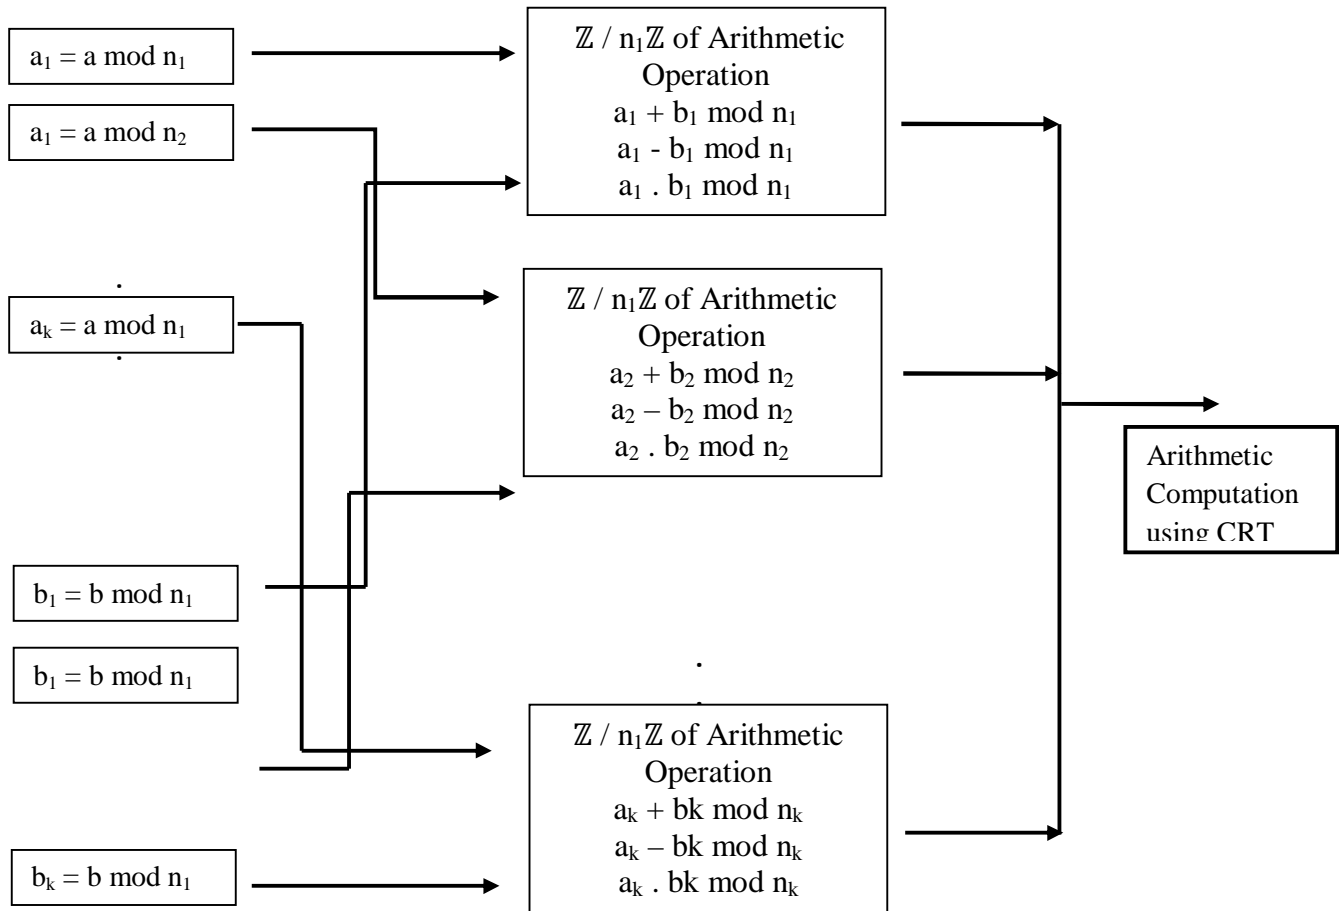 a₁ = a mod n₁
a₁ = a mod n₂
.
aₖ = a mod n₁
.
b₁ = b mod n₁
b₁ = b mod n₁
bₖ = b mod n₁
ℤ / n₁ℤ of Arithmetic
Operation
a₁ + b₁ mod n₁
a₁ - b₁ mod n₁
a₁ . b₁ mod n₁
ℤ / n₁ℤ of Arithmetic
Operation
a₂ + b₂ mod n₂
a₂ – b₂ mod n₂
a₂ . b₂ mod n₂
.
.
ℤ / n₁ℤ of Arithmetic
Operation
aₖ + bk mod nₖ
aₖ – bk mod nₖ
aₖ . bk mod nₖ
Arithmetic
Computation
using CRT